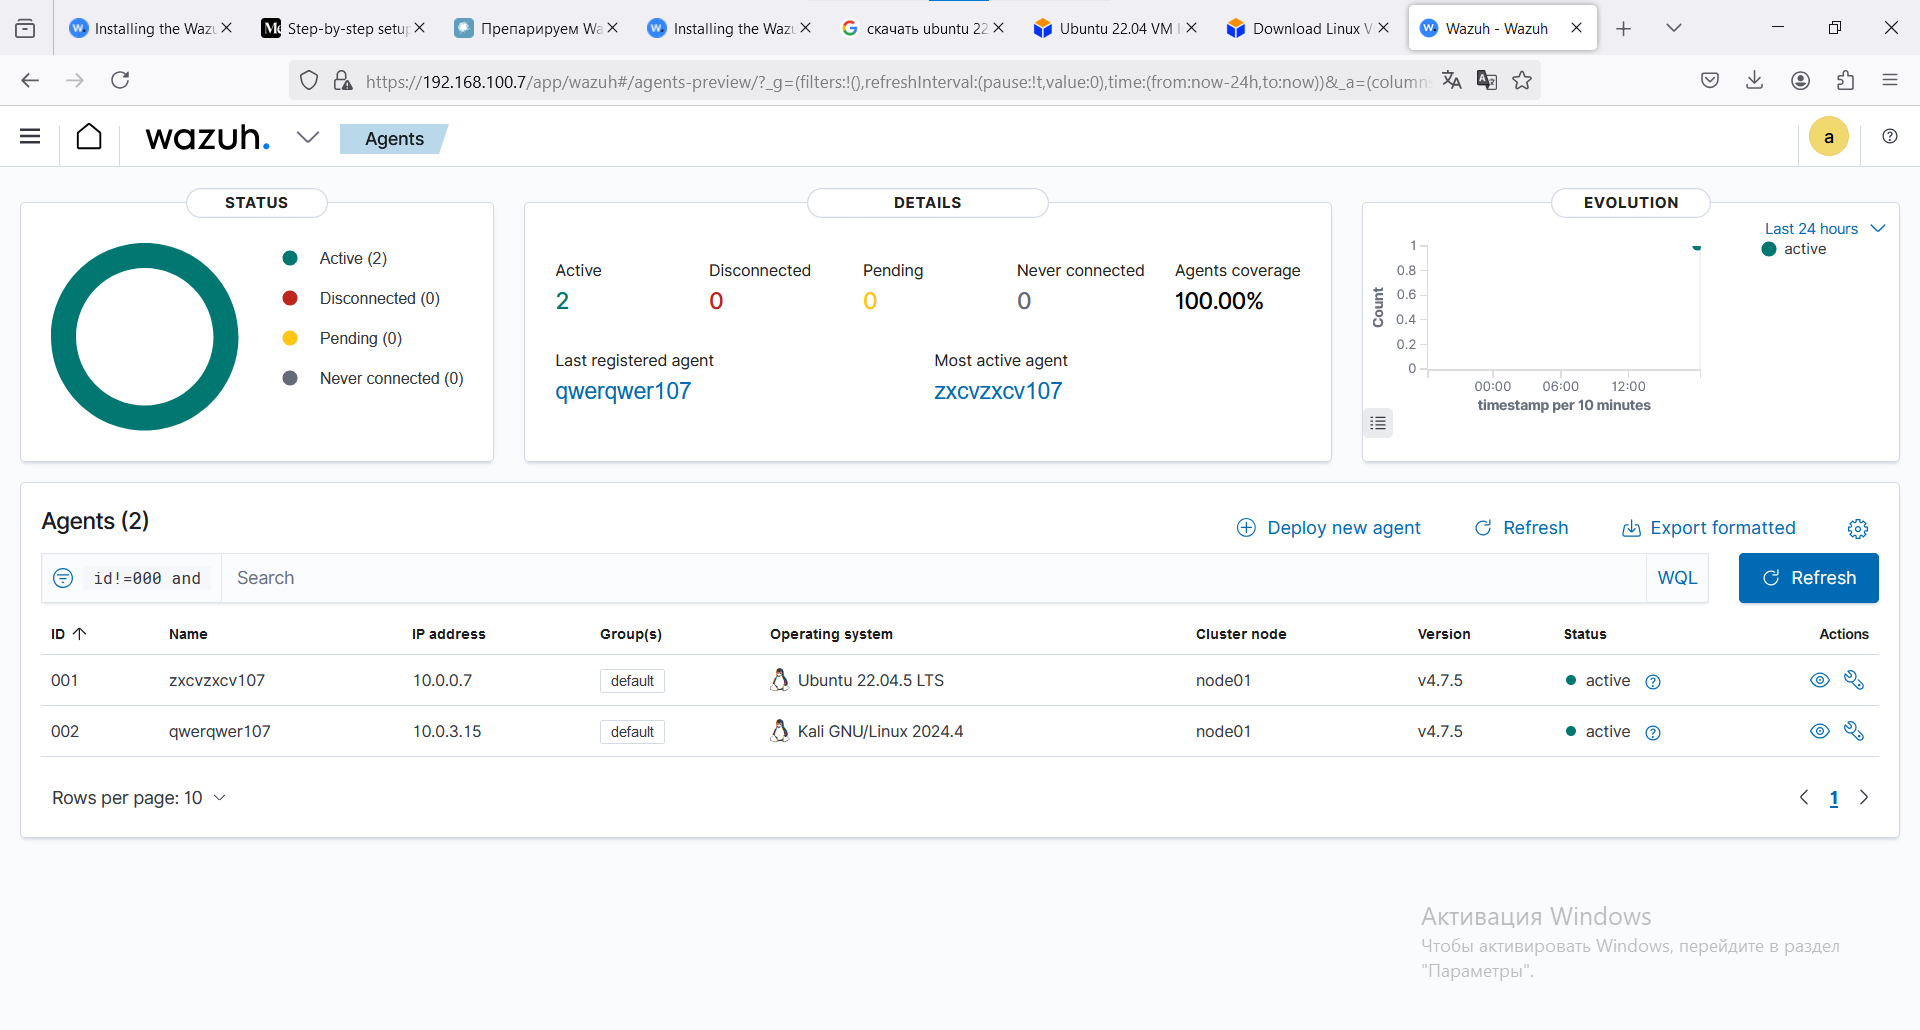 Installing the Wazu
Step-by-step setup
Препарируем Wa
Installing the Wazu
скачать ubuntu 22
Ubuntu 22.04 VM I
Download Linux V
Wazuh - Wazuh
https://192.168.100.7/app/wazuh#/agents-preview/?_g=(filters:!(),refreshInterval:(pause:!t,value:0),time:(from:now-24h,to:now))&_a=(columns
wazuh.
Agents
a
STATUS
Active (2)
Disconnected (0)
Pending (0)
Never connected (0)
DETAILS
Active
Disconnected
Pending
Never connected
Agents coverage
2
0
0
0
100.00%
Last registered agent
Most active agent
qwerqwer107
zxcvzxcv107
EVOLUTION
Last 24 hours
active
1
0.8
0.6
0.4
0.2
0
Count
00:00
06:00
12:00
timestamp per 10 minutes
Agents (2)
Deploy new agent
Refresh
Export formatted
id!=000 and
Search
WQL
Refresh
ID Name IP address Group(s) Operating system Cluster node Version Status Actions
001 zxcvzxcv107 10.0.0.7 default Ubuntu 22.04.5 LTS node01 v4.7.5 active
002 qwerqwer107 10.0.3.15 default Kali GNU/Linux 2024.4 node01 v4.7.5 active
Rows per page: 10
1
Активация Windows
Чтобы активировать Windows, перейдите в раздел
"Параметры".